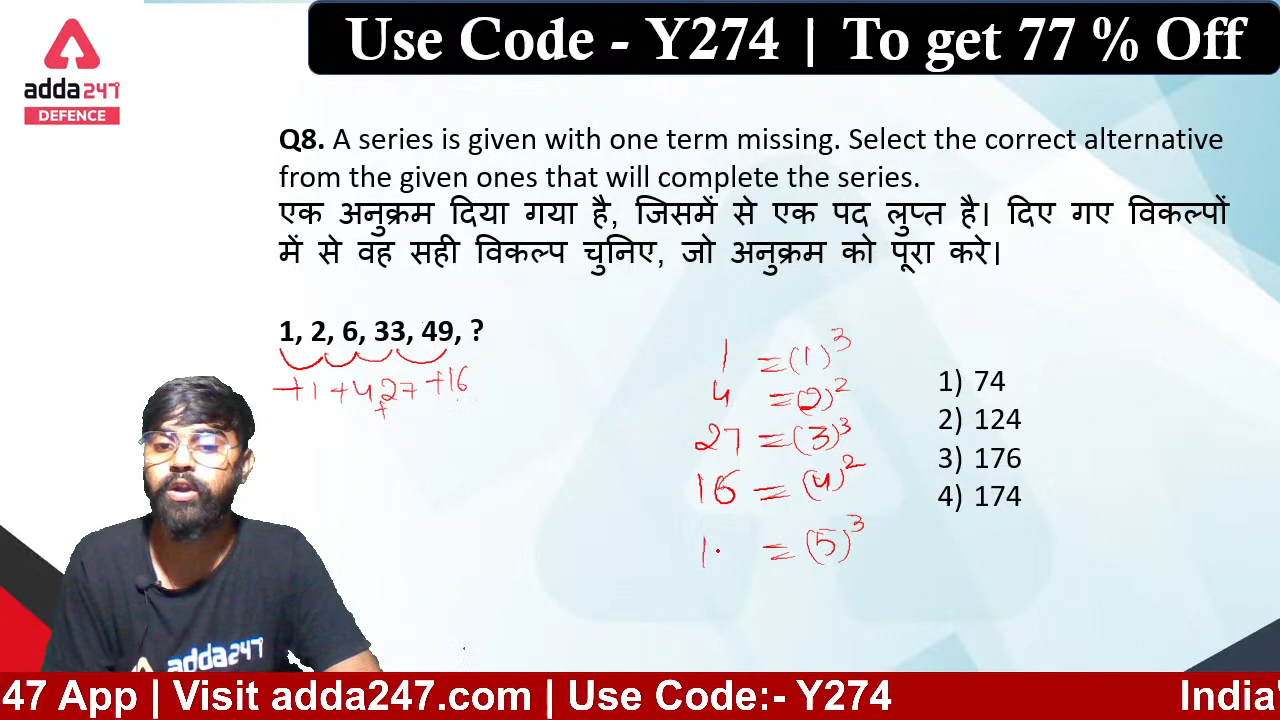 Use Code - Y274 | To get 77 % Off
adda247
DEFENCE
Q8. A series is given with one term missing. Select the correct alternative
from the given ones that will complete the series.
एक अनुक्रम दिया गया है, जिसमें से एक पद लुप्त है। दिए गए विकल्पों
में से वह सही विकल्प चुनिए, जो अनुक्रम को पूरा करे।
1, 2, 6, 33, 49, ?
+1 +4 +27 +16
1 = (1)³
4 = (2)²
27 = (3)³
16 = (4)²
1 = (5)³
1) 74
2) 124
3) 176
4) 174
adda247
47 App | Visit adda247.com | Use Code:- Y274
India'